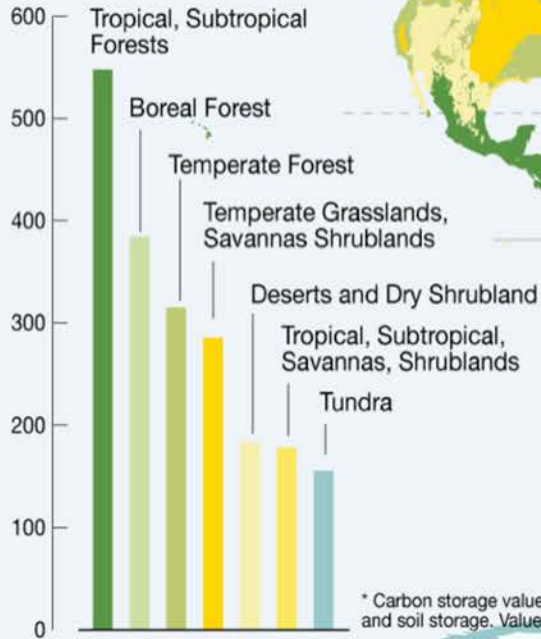 600
Tropical, Subtropical
Forests
500
Boreal Forest
Temperate Forest
400
Temperate Grasslands,
Savannas Shrublands
300
Deserts and Dry Shrubland
Tropical, Subtropical,
Savannas, Shrublands
200
Tundra
100
0
* Carbon storage value
and soil storage. Value